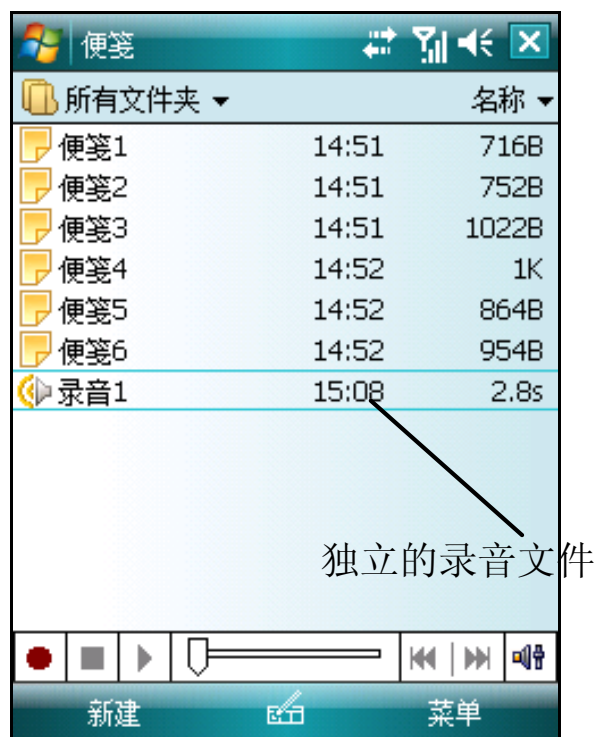 便笺
所有文件夹 名称
便笺1 14:51 716B
便笺2 14:51 752B
便笺3 14:51 1022B
便笺4 14:52 1K
便笺5 14:52 864B
便笺6 14:52 954B
录音1 15:08 2.8s
独立的录音文件
新建 菜单